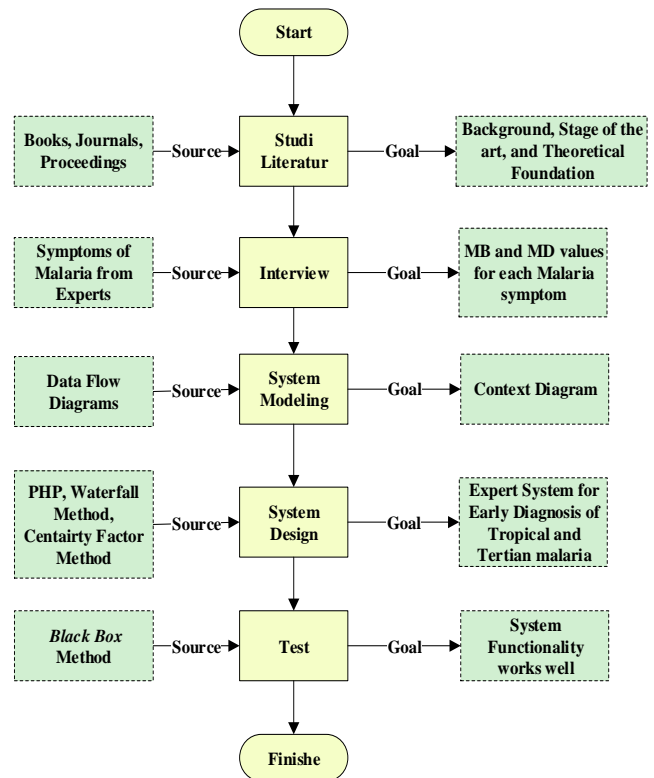 Start
Books, Journals,
Proceedings
Source
Studi
Literatur
Goal
Background, Stage of the
art, and Theoretical
Foundation
Symptoms of
Malaria from
Experts
Source
Interview
Goal
MB and MD values
for each Malaria
symptom
Data Flow
Diagrams
Source
System
Modeling
Goal
Context Diagram
PHP, Waterfall
Method,
Centairty Factor
Method
Source
System
Design
Goal
Expert System for
Early Diagnosis of
Tropical and
Tertian malaria
Black Box
Method
Source
Test
Goal
System
Functionality
works well
Finishe